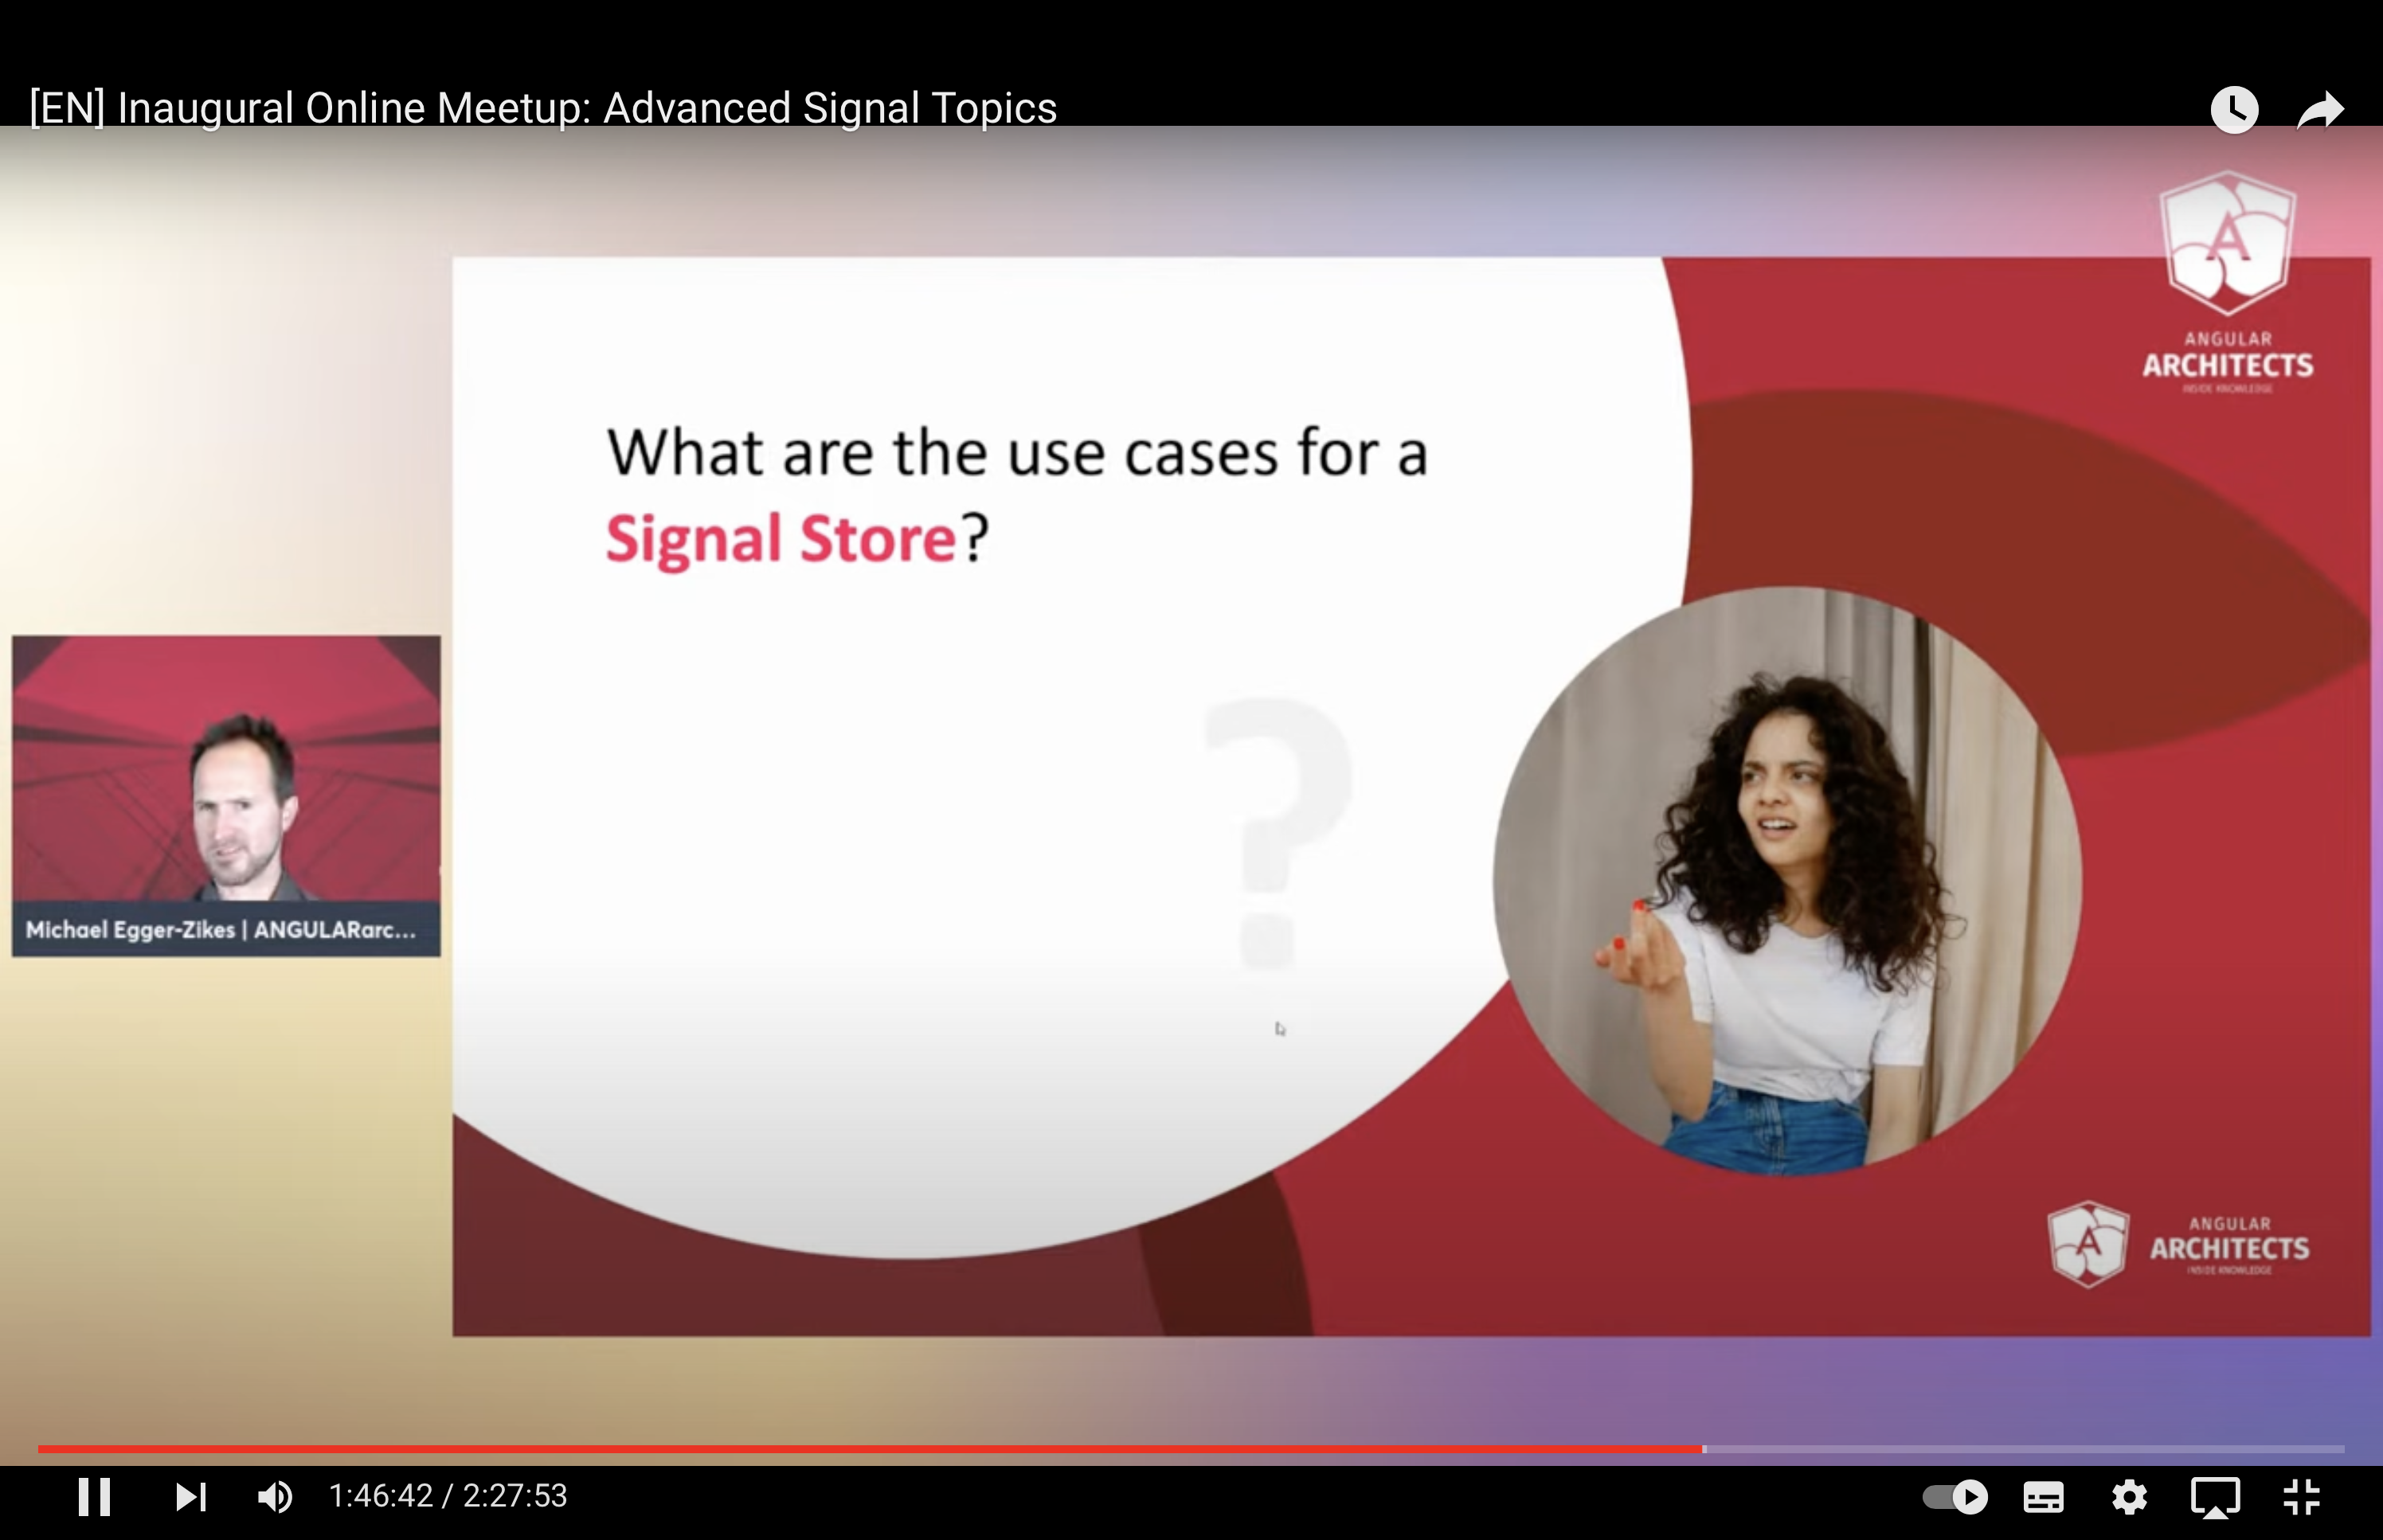 [EN] Inaugural Online Meetup: Advanced Signal Topics
ANGULAR
ARCHITECTS
INSIDE KNOWLEDGE
What are the use cases for a
Signal Store?
?
Michael Egger-Zikes | ANGULARarc...
ANGULAR
ARCHITECTS
INSIDE KNOWLEDGE
1:46:42 / 2:27:53